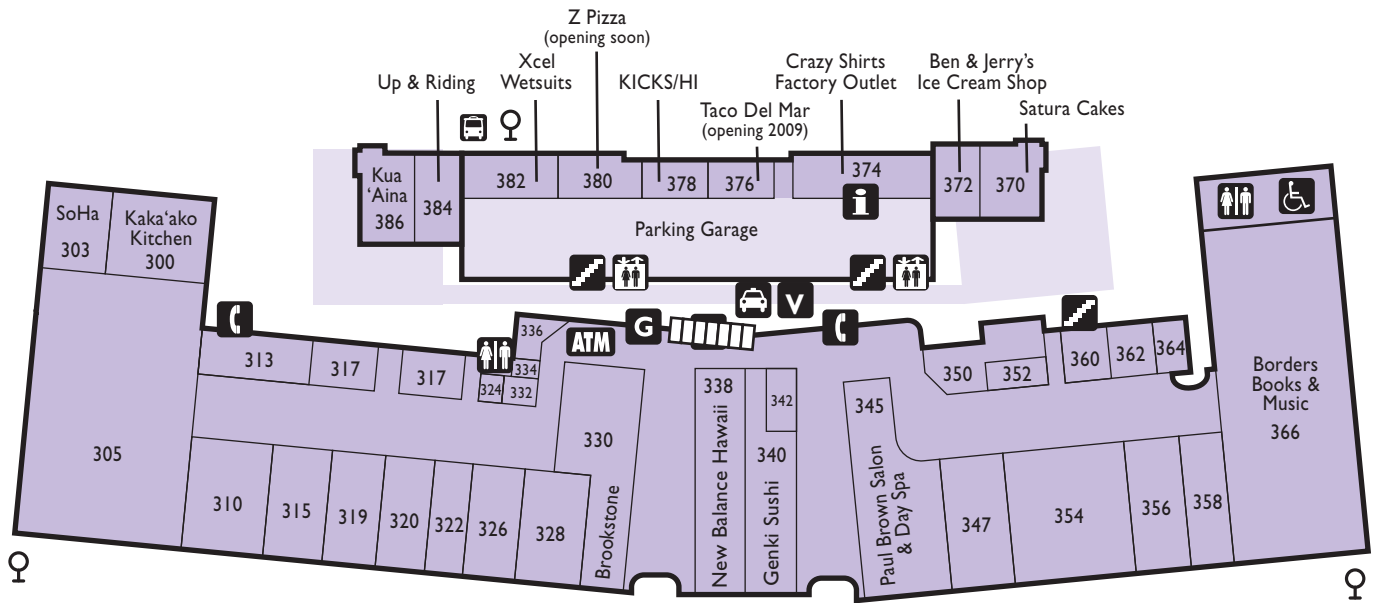 Z Pizza
(opening soon)
Xcel
Wetsuits
Up & Riding
KICKS/HI
Taco Del Mar
(opening 2009)
Crazy Shirts
Factory Outlet
Ben & Jerry's
Ice Cream Shop
Satura Cakes
Kua
‘Aina
386
384
382
380
378
376
374
i
372
370
Parking Garage
SoHa
303
Kaka‘ako
Kitchen
300
V
G
ATM
336
334
324
332
313
317
317
305
310
315
319
320
322
326
328
330
Brookstone
338
New Balance Hawaii
342
340
Genki Sushi
345
Paul Brown Salon
& Day Spa
350
352
360
362
364
347
354
356
358
Borders
Books &
Music
366